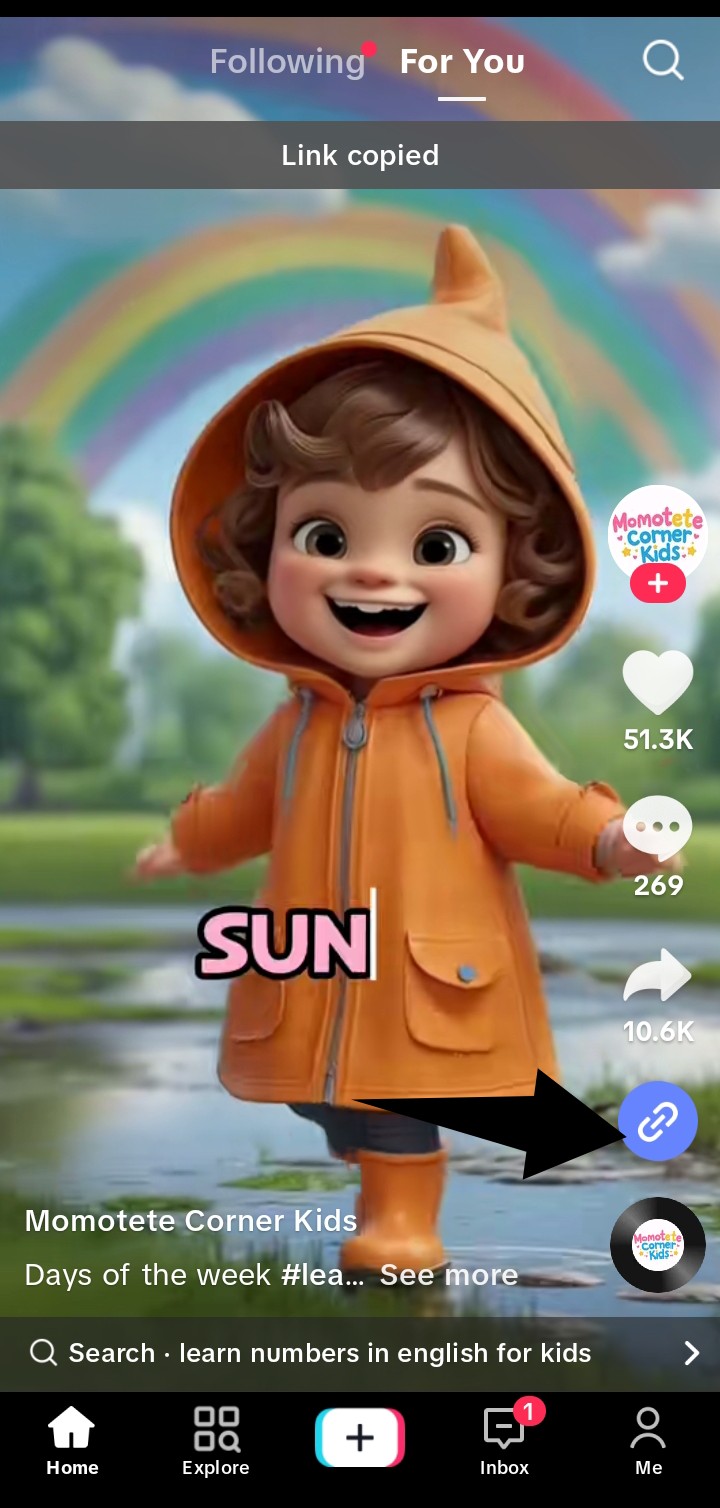 Following For You
Link copied
Momotete
Corner
Kids
51.3K
269
SUN
10.6K
Momotete Corner Kids
Momotete
Corner
Kids
Days of the week #lea... See more
Search · learn numbers in english for kids
1
Home Explore Inbox Me